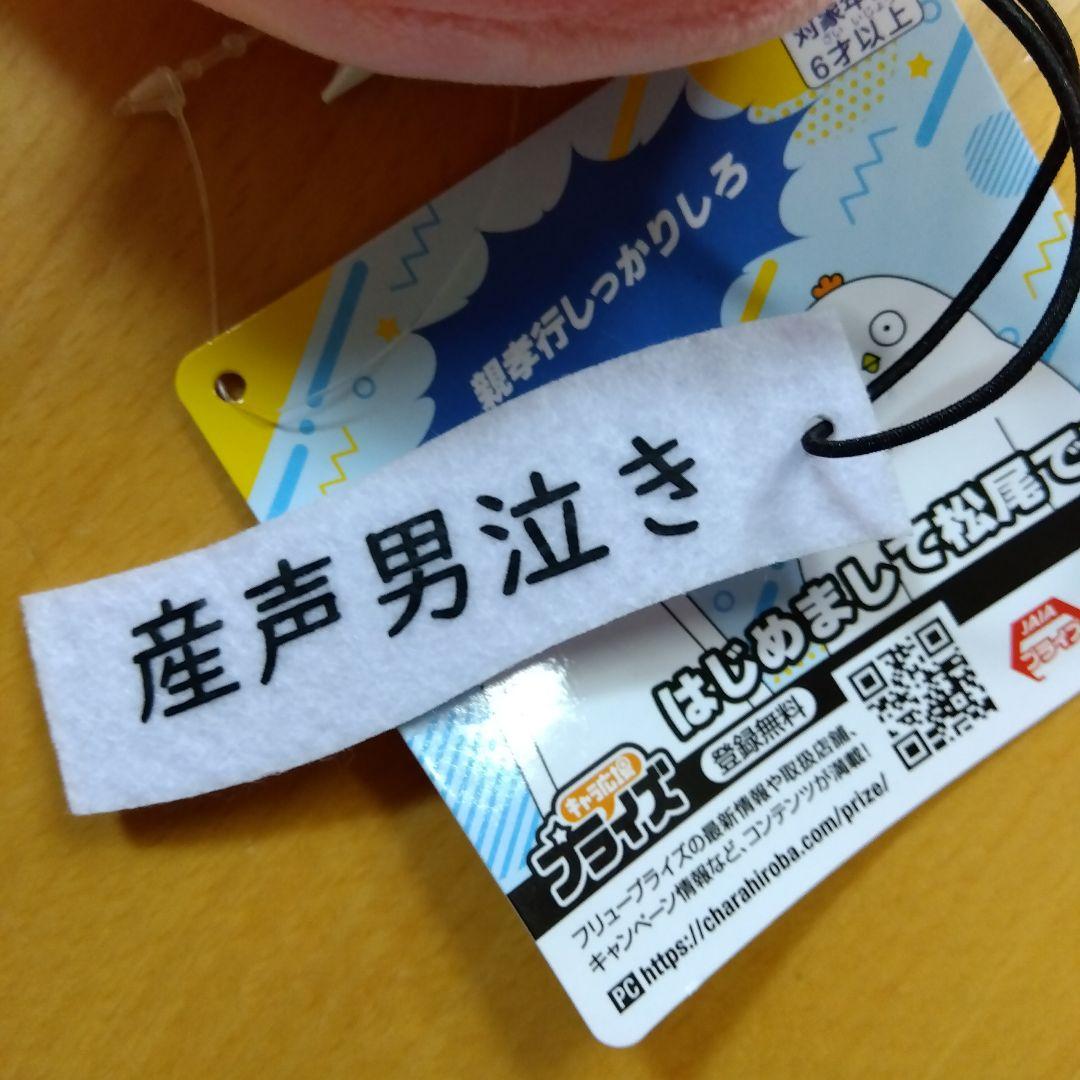 6才以上
親孝行しっかりしろ
産声男泣き
はじめまして松尾で
登録無料
キャラ広場
プライズ
JAIA
プライズ
フリュープライズの最新情報や取扱店舗、
キャンペーン情報など、コンテンツが満載!
PC https://charahiroba.com/prize/